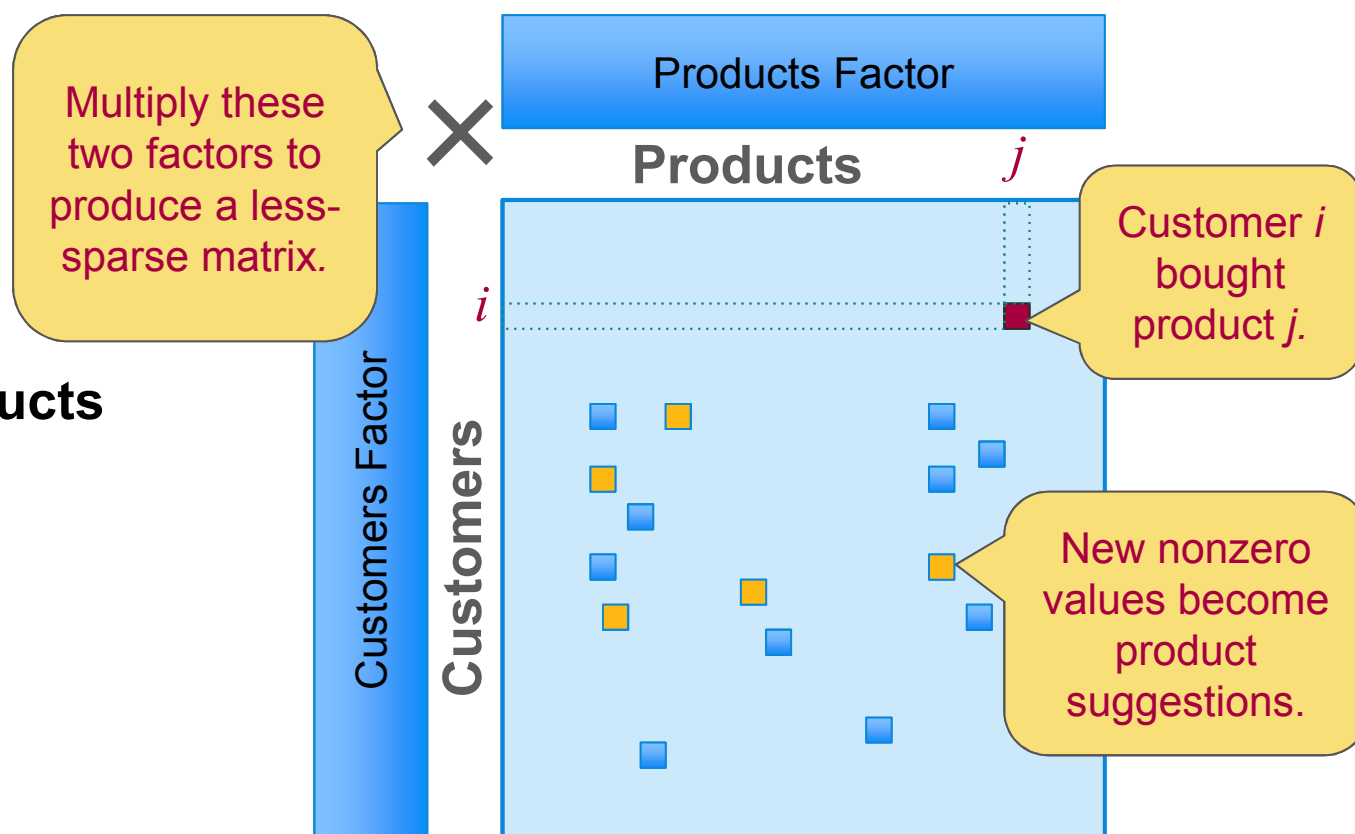 Products Factor
Multiply these
two factors to
produce a less-
sparse matrix.
×
Products
j
Customer i
bought
product j.
i
ucts
Customers Factor
Customers
New nonzero
values become
product
suggestions.